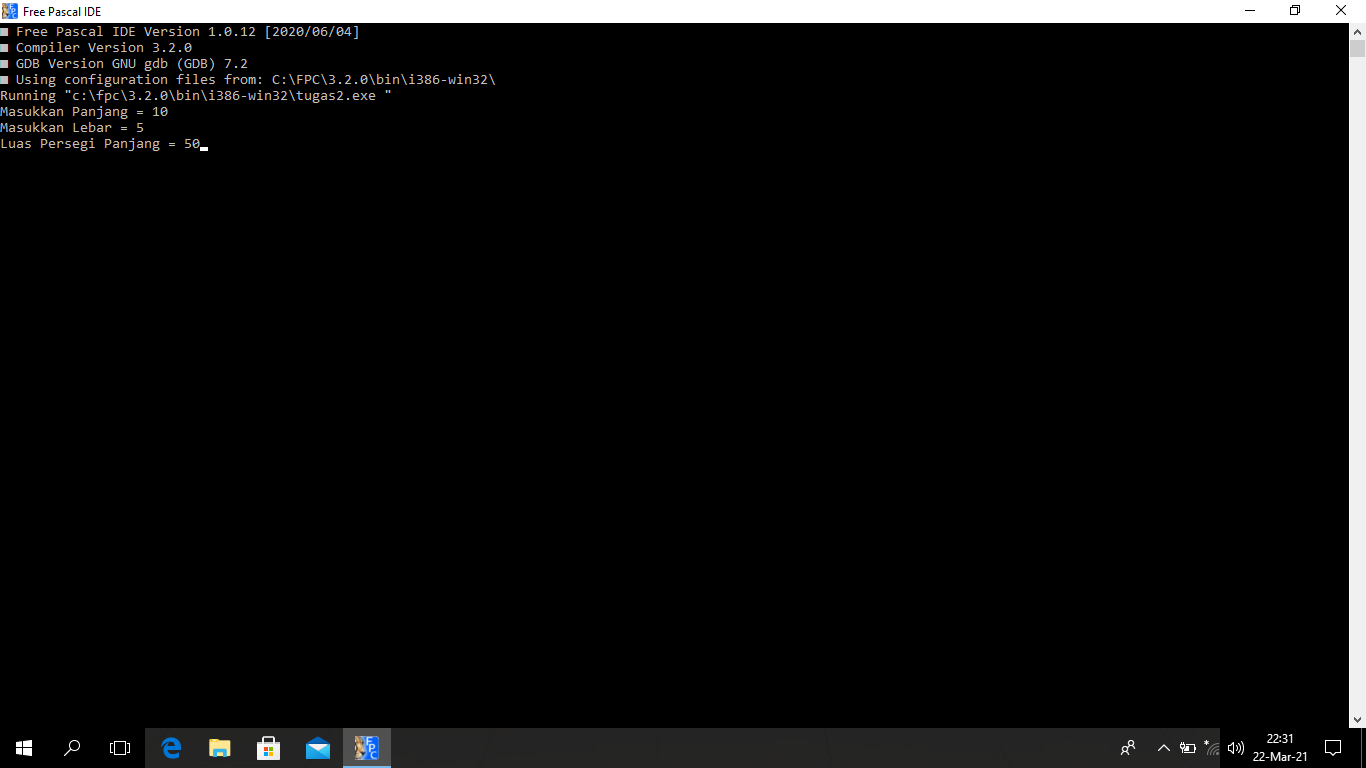 Free Pascal IDE
Free Pascal IDE Version 1.0.12 [2020/06/04]
Compiler Version 3.2.0
GDB Version GNU gdb (GDB) 7.2
Using configuration files from: C:\FPC\3.2.0\bin\i386-win32\
Running "c:\fpc\3.2.0\bin\i386-win32\tugas2.exe "
Masukkan Panjang = 10
Masukkan Lebar = 5
Luas Persegi Panjang = 50
22:31
22-Mar-21